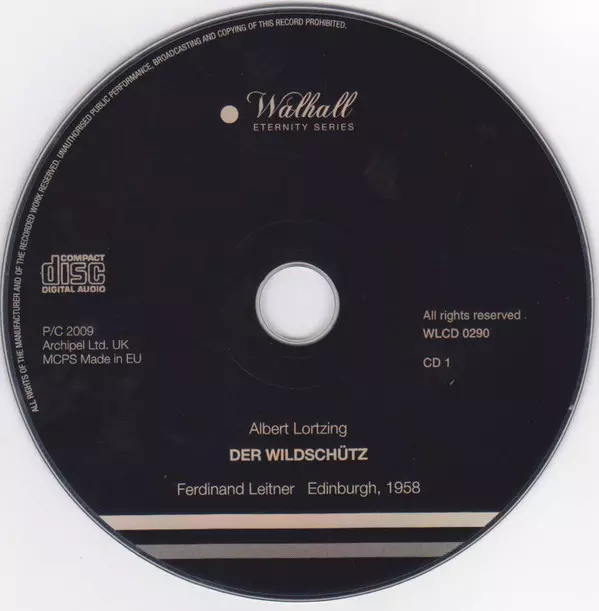 ALL RIGHTS OF THE MANUFACTURER AND OF THE RECORDED WORK RESERVED. UNAUTHORISED PUBLIC PERFORMANCE, BROADCASTING AND COPYING OF THIS RECORD PROHIBITED.
Walhall
ETERNITY SERIES
COMPACT
disc
DIGITAL AUDIO
P/C 2009
Archipel Ltd. UK
MCPS Made in EU
All rights reserved
WLCD 0290
CD 1
Albert Lortzing
DER WILDSCHÜTZ
Ferdinand Leitner Edinburgh, 1958